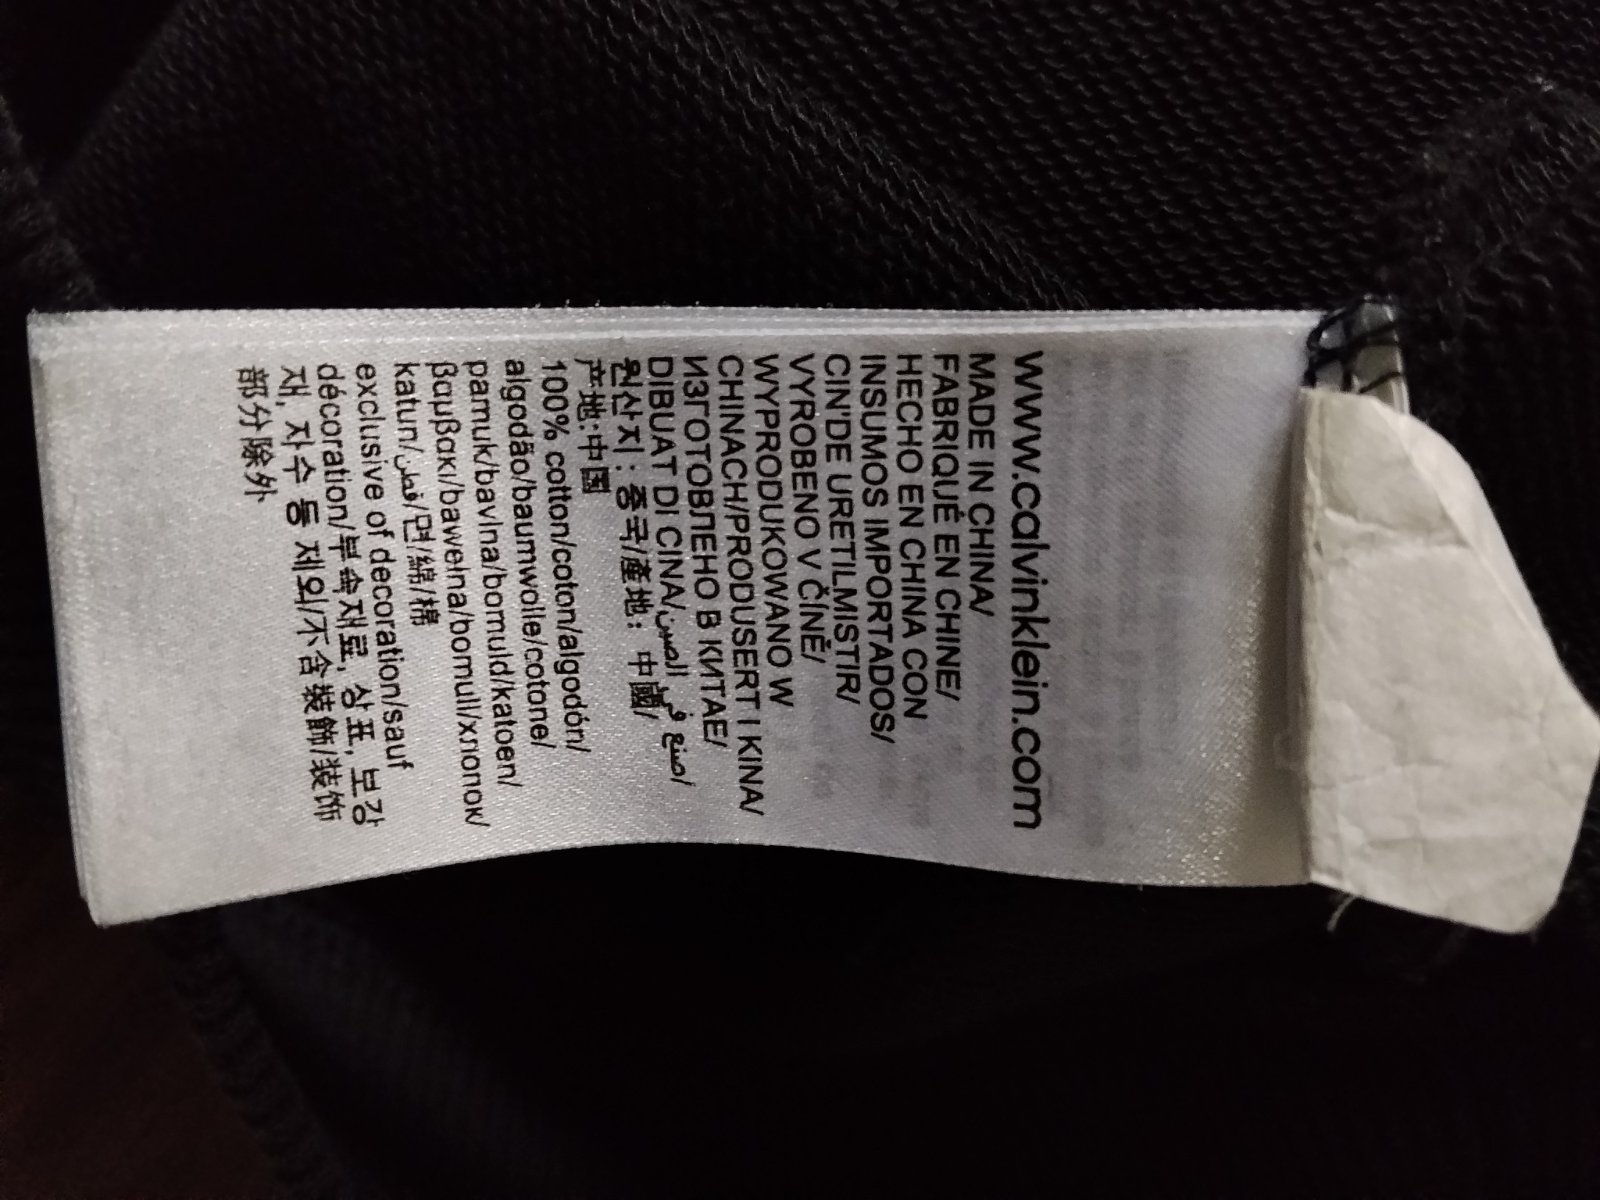 www.calvinklein.com
MADE IN CHINA/
FABRIQUÉ EN CHINE/
HECHO EN CHINA CON
INSUMOS IMPORTADOS/
CIN'DE URETILMISTIR/
VYROBENO V ČÍNĚ/
WYPRODUKOWANO W
CHINACH/PRODUSERT I KINA/
ИЗГОТОВЛЕНО В КИТАЕ/
DIBUAT DI CINA/صنع في الصين/
원산지: 중국/產地: 中國/
产地:中国
100% cotton/coton/algodón/
algodão/baumwolle/cotone/
pamuk/bavlna/bomuld/katoen/
βαμβακι/bawełna/bomull/хлопок/
katun/قطن/면/綿/棉
exclusive of decoration/sauf
décoration/부속재료, 상표, 보강
재, 자수 등 제외/不含裝飾/装饰
部分除外